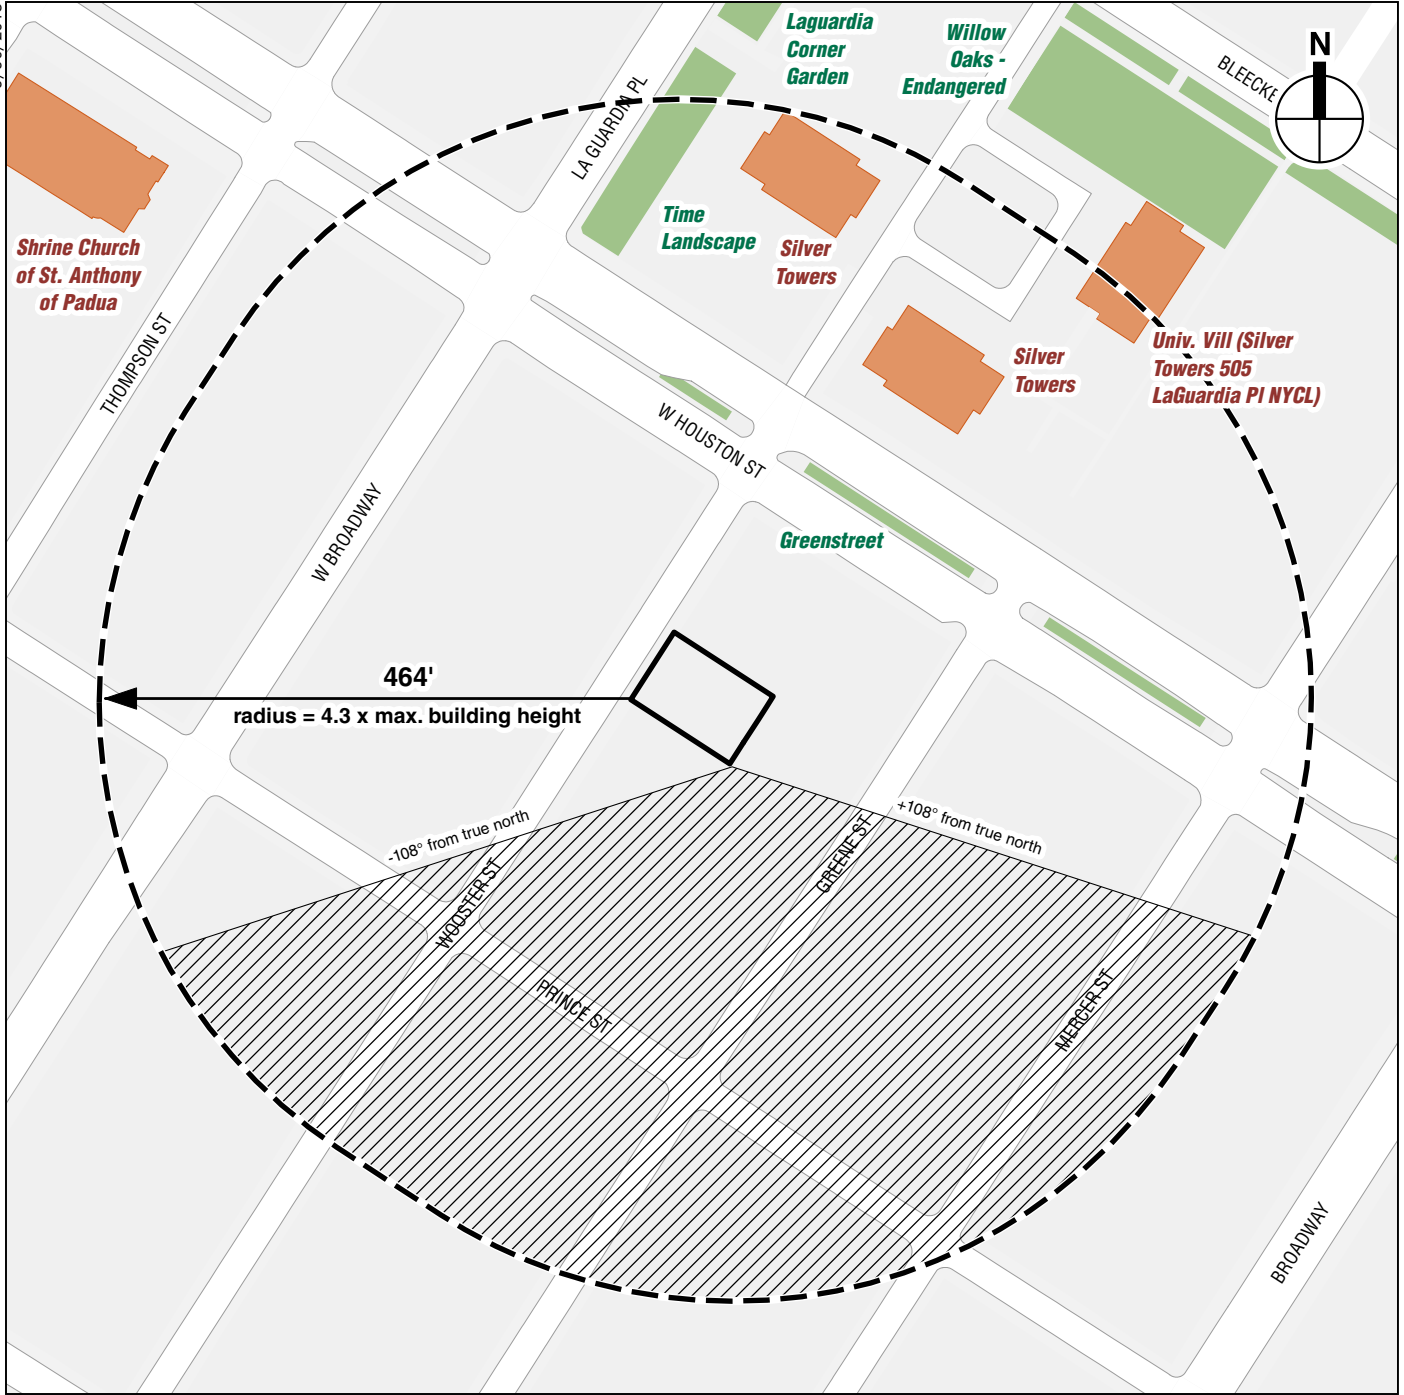 Laguardia
Corner
Garden
Willow
Oaks -
Endangered
BLEECKE
N
LA GUARDIA PL
Time
Landscape
Silver
Towers
Shrine Church
of St. Anthony
of Padua
THOMPSON ST
Silver
Towers
Univ. Vill (Silver
Towers 505
LaGuardia Pl NYCL)
W HOUSTON ST
W BROADWAY
Greenstreet
464'
radius = 4.3 x max. building height
-108° from true north
+108° from true north
WOOSTER ST
GREENE ST
PRINCE ST
MERCER ST
BROADWAY